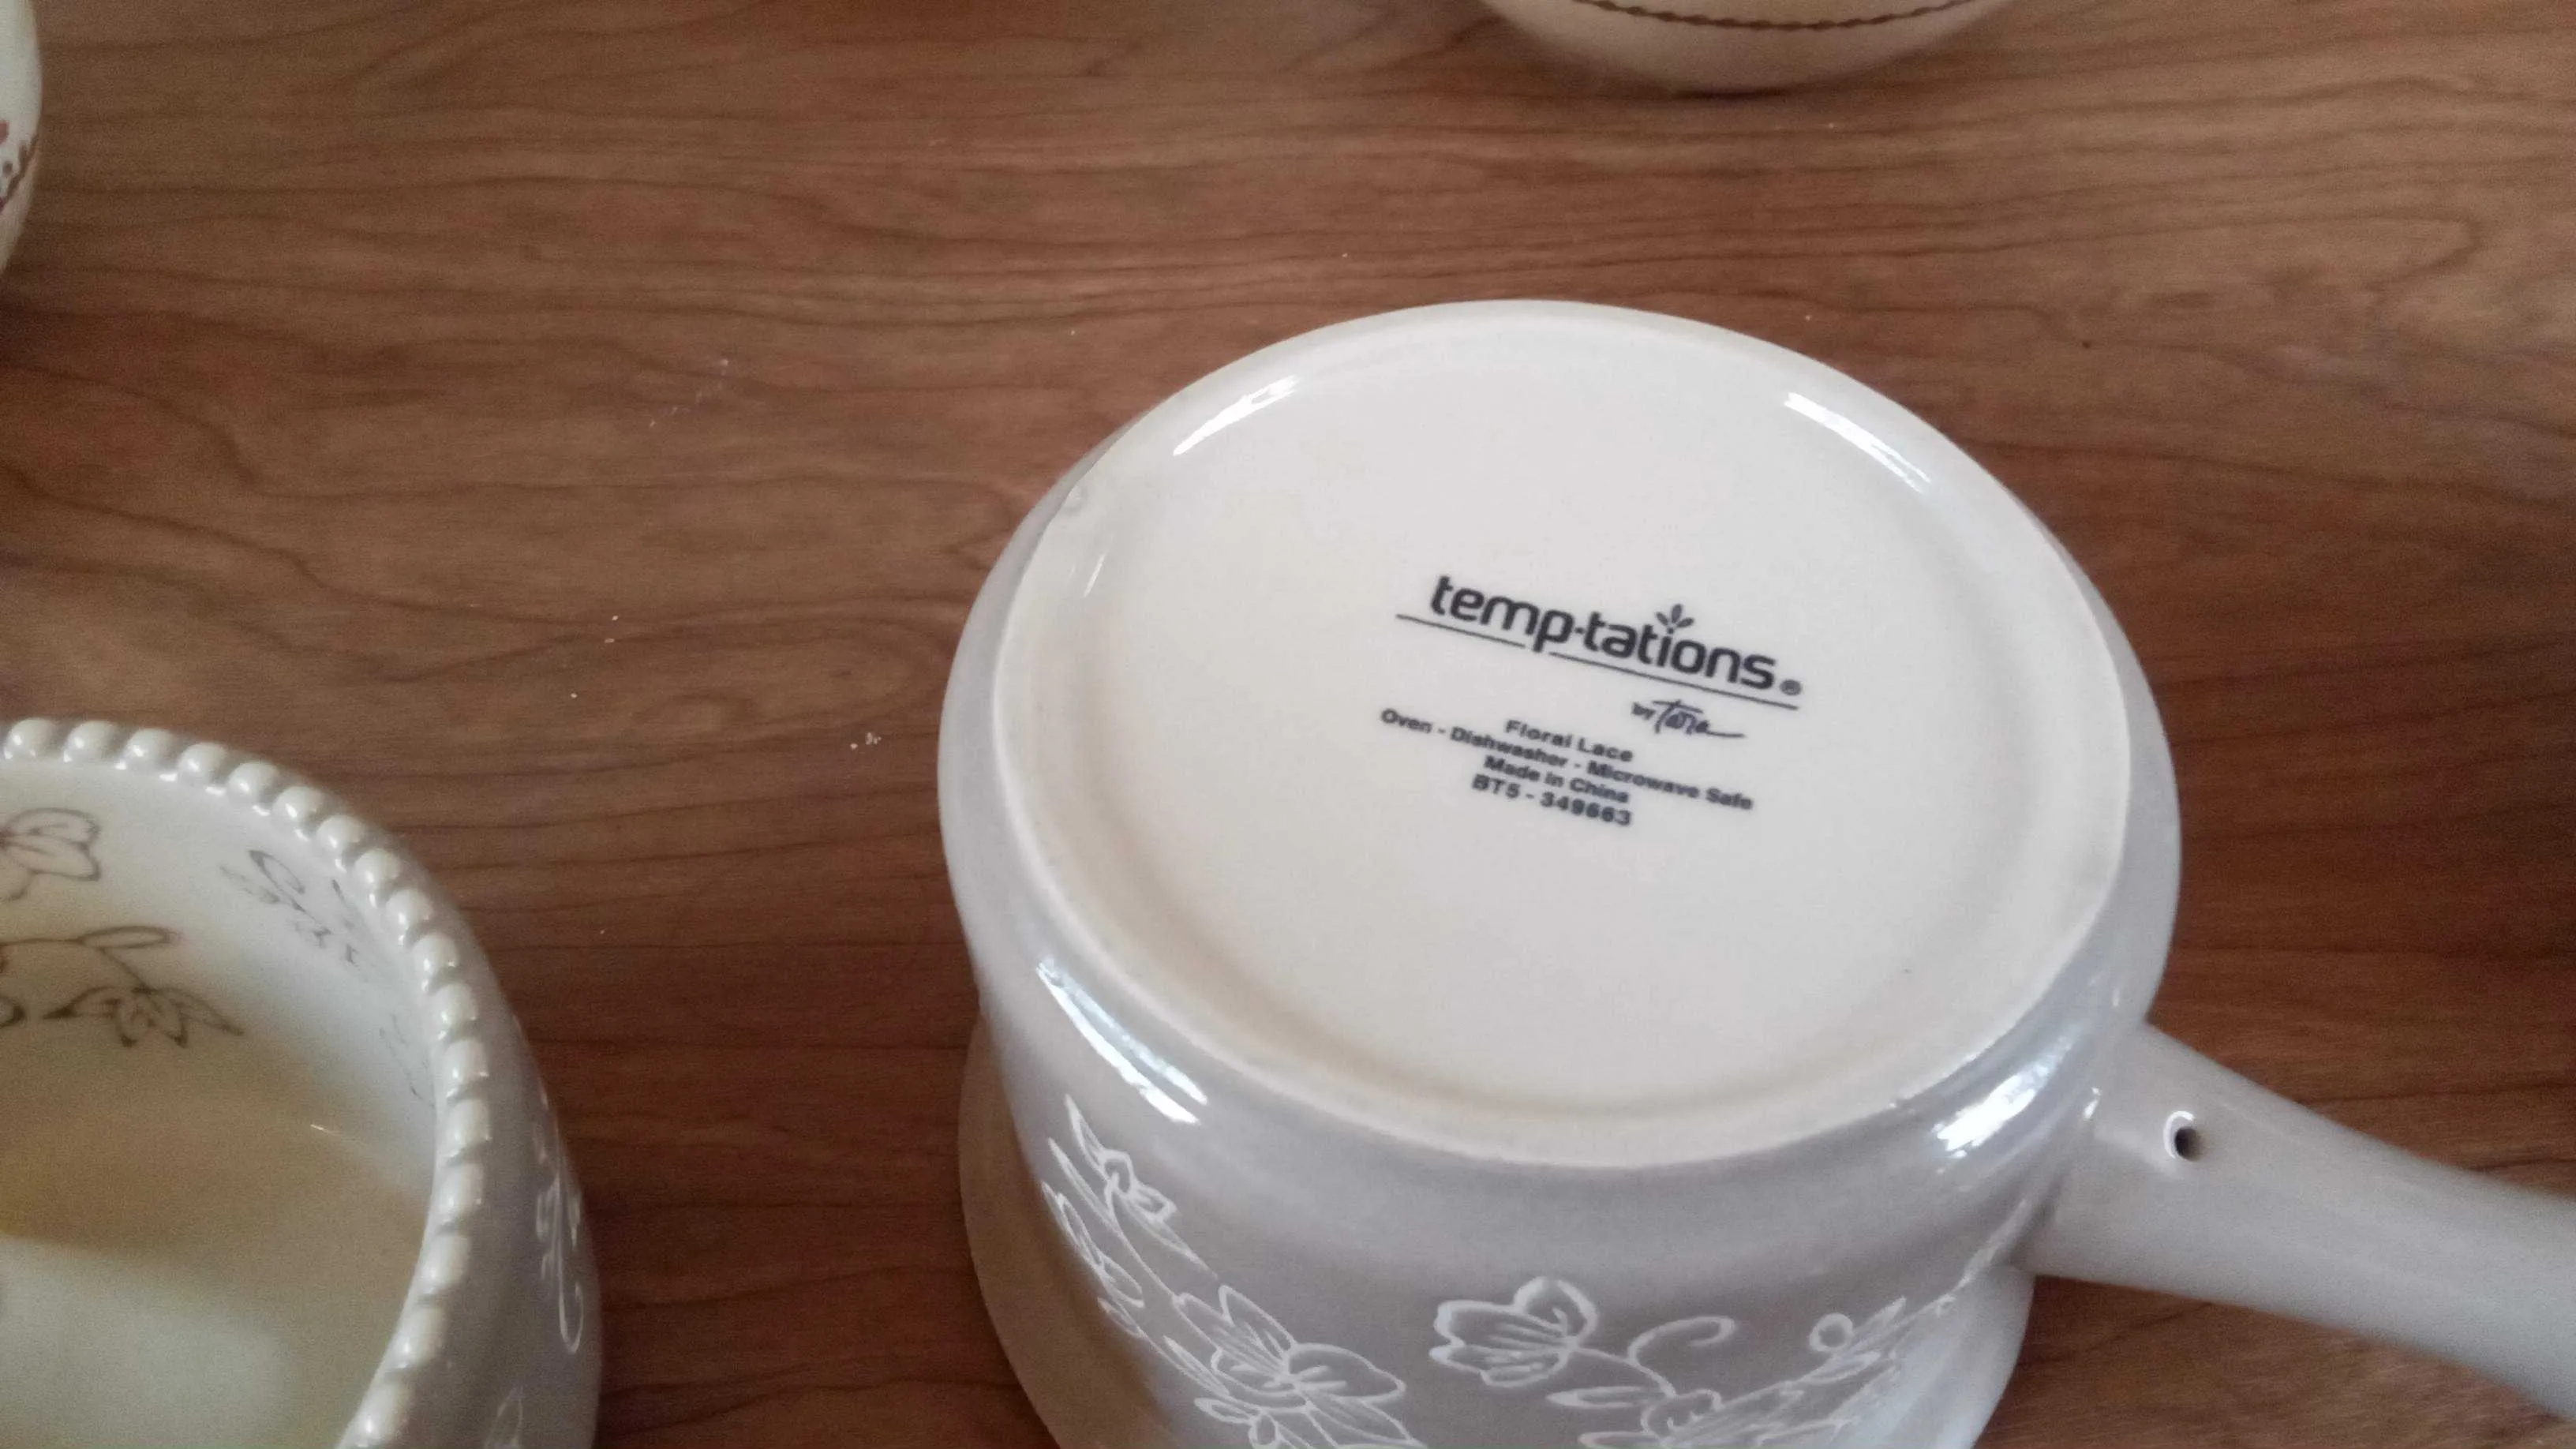 temp-tations®
by Tara
Floral Lace
Oven - Dishwasher - Microwave Safe
Made in China
BT5 - 349663